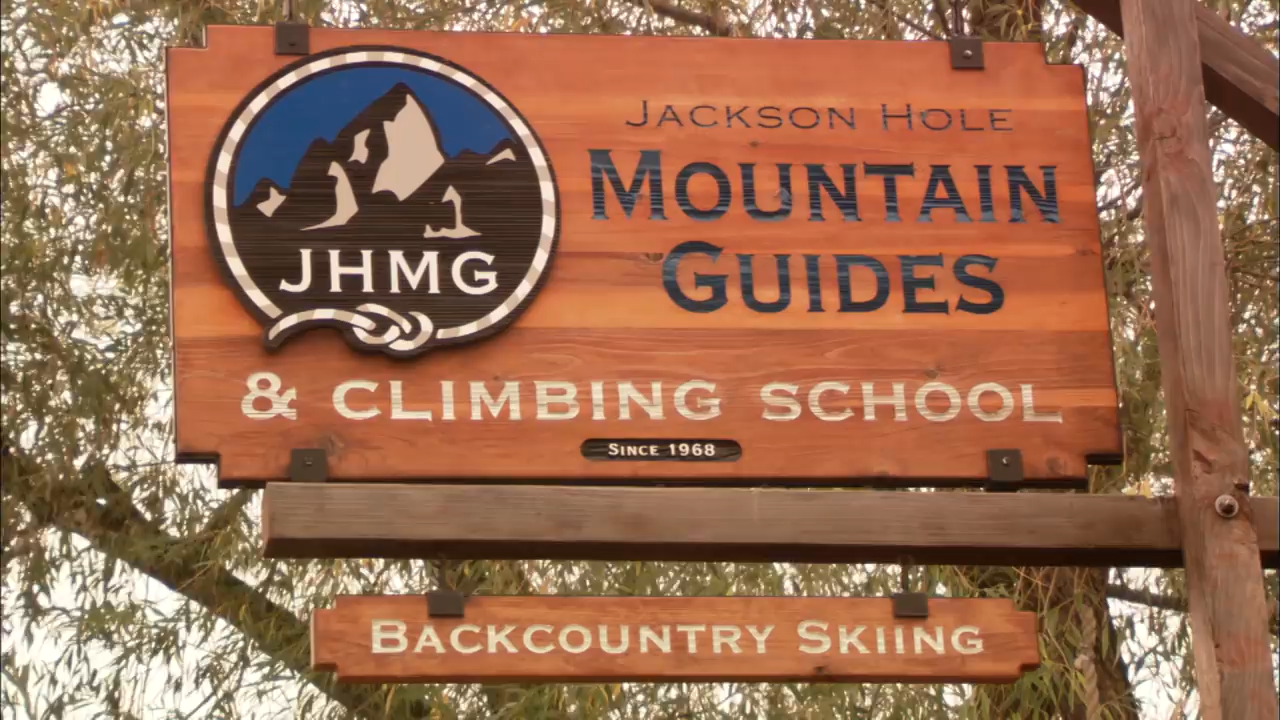 JHMG
JACKSON HOLE
MOUNTAIN
GUIDES
& CLIMBING SCHOOL
SINCE 1968
BACKCOUNTRY SKIING